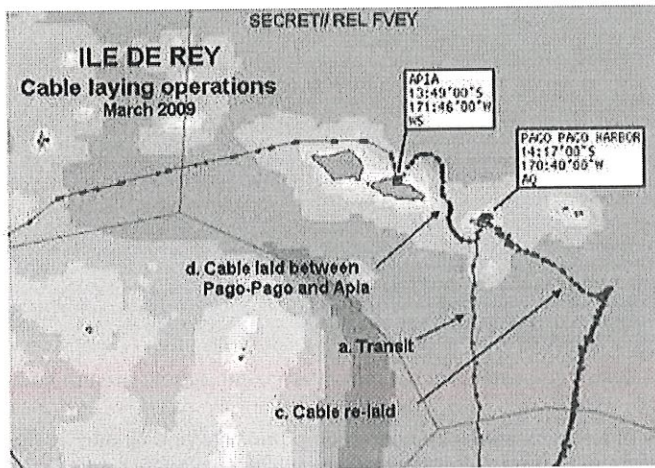 SECRET// REL FVEY
ILE DE REY
Cable laying operations
March 2009
APIA
13:49'00"S
171:46'00"W
WS
PAGO PAGO HARBOR
14:17'00"S
170:40'00"W
AQ
d. Cable laid between
Pago-Pago and Apia
a. Transit
c. Cable re-laid